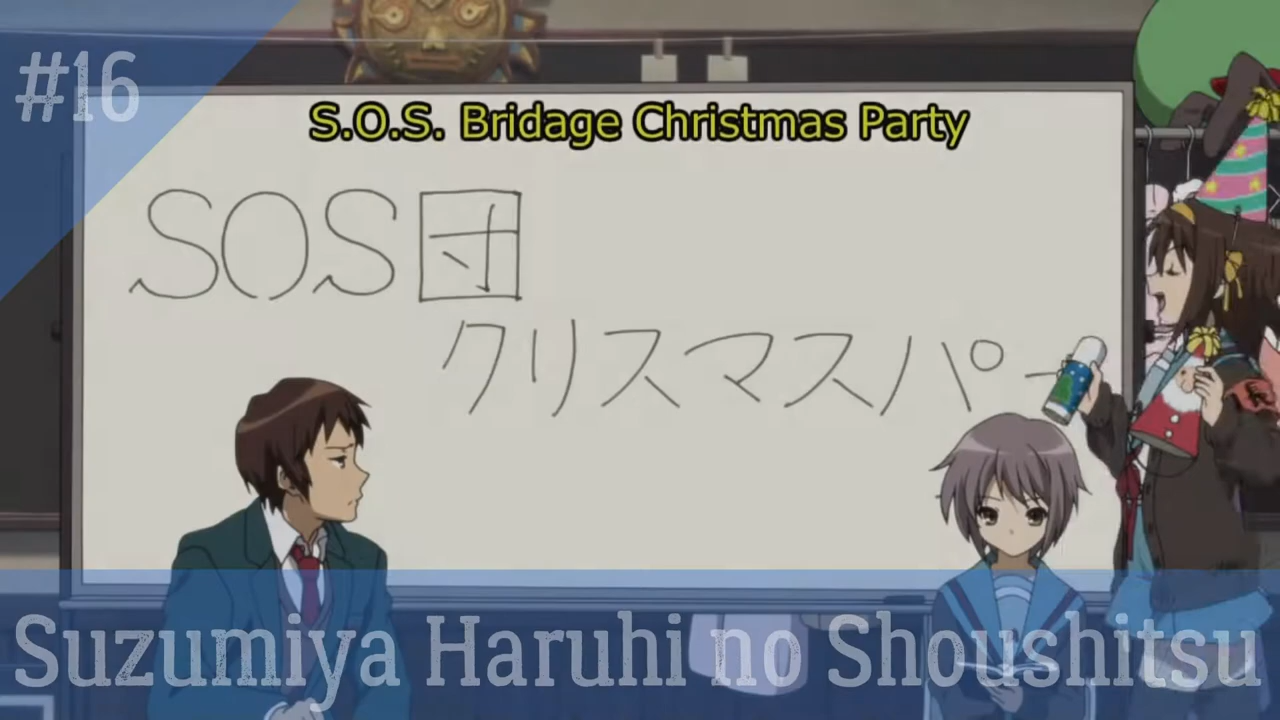 #16
S.O.S. Bridage Christmas Party
SOS団
クリスマスパー
Suzumiya Haruhi no Shoushitsu